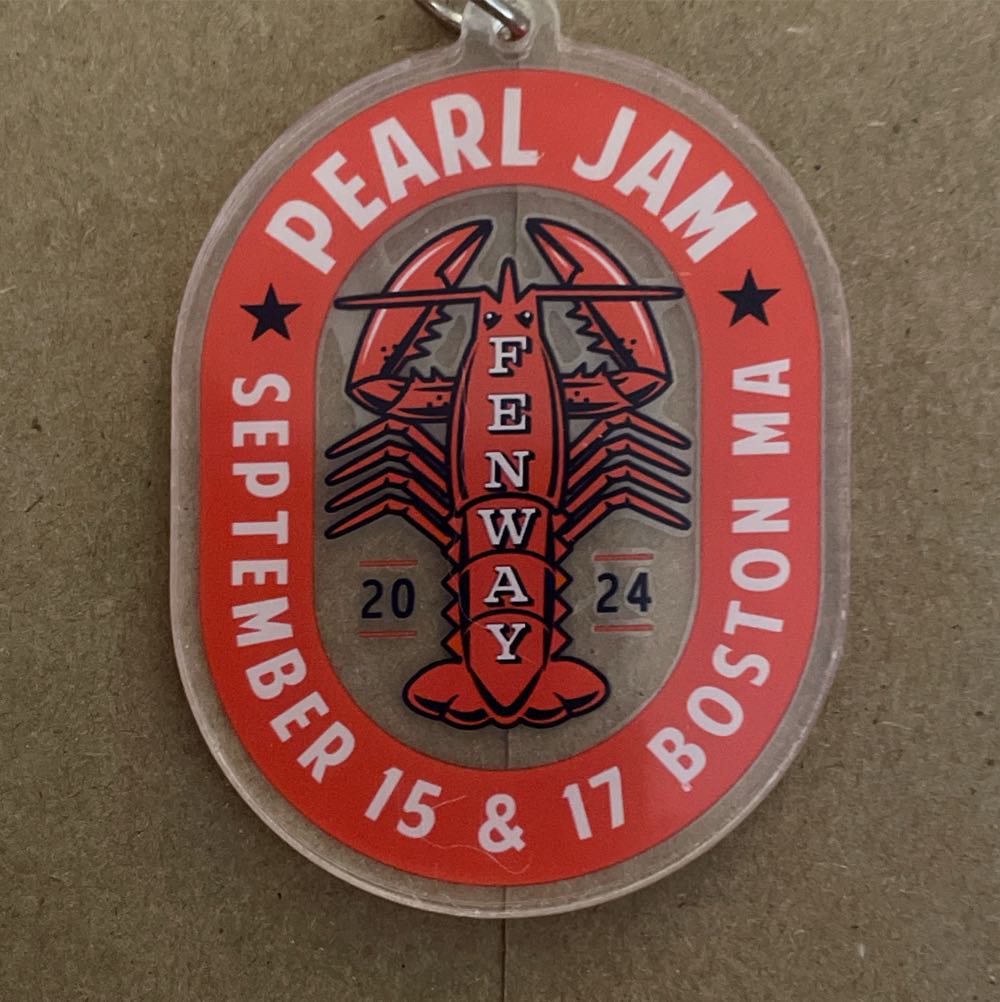 PEARL JAM
SEPTEMBER 15 & 17 BOSTON MA
FENWAY
20 24